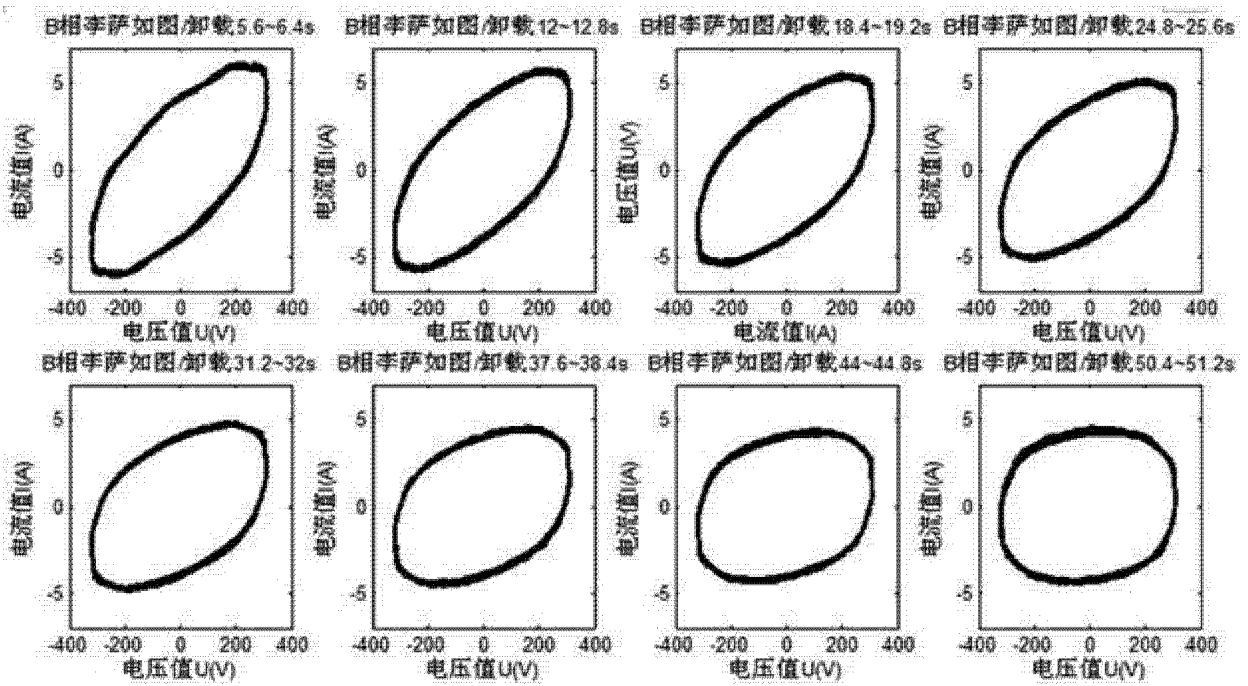 B相李萨如图/卸载5.6~6.4s
B相李萨如图/卸载12~12.8s
B相李萨如图/卸载18.4~19.2s
B相李萨如图/卸载24.8~25.6s
电流值I(A)
5
0
-5
-400 -200 0 200 400
电压值U(V)
电流值I(A)
5
0
-5
-400 -200 0 200 400
电压值U(V)
电压值U(V)
5
0
-5
-400 -200 0 200 400
电流值I(A)
电流值I(A)
5
0
-5
-400 -200 0 200 400
电压值U(V)
B相李萨如图/卸载31.2~32s
B相李萨如图/卸载37.6~38.4s
B相李萨如图/卸载44~44.8s
B相李萨如图/卸载50.4~51.2s
电流值I(A)
5
0
-5
-400 -200 0 200 400
电压值U(V)
电流值I(A)
5
0
-5
-400 -200 0 200 400
电压值U(V)
电流值I(A)
5
0
-5
-400 -200 0 200 400
电压值U(V)
电流值I(A)
5
0
-5
-400 -200 0 200 400
电压值U(V)